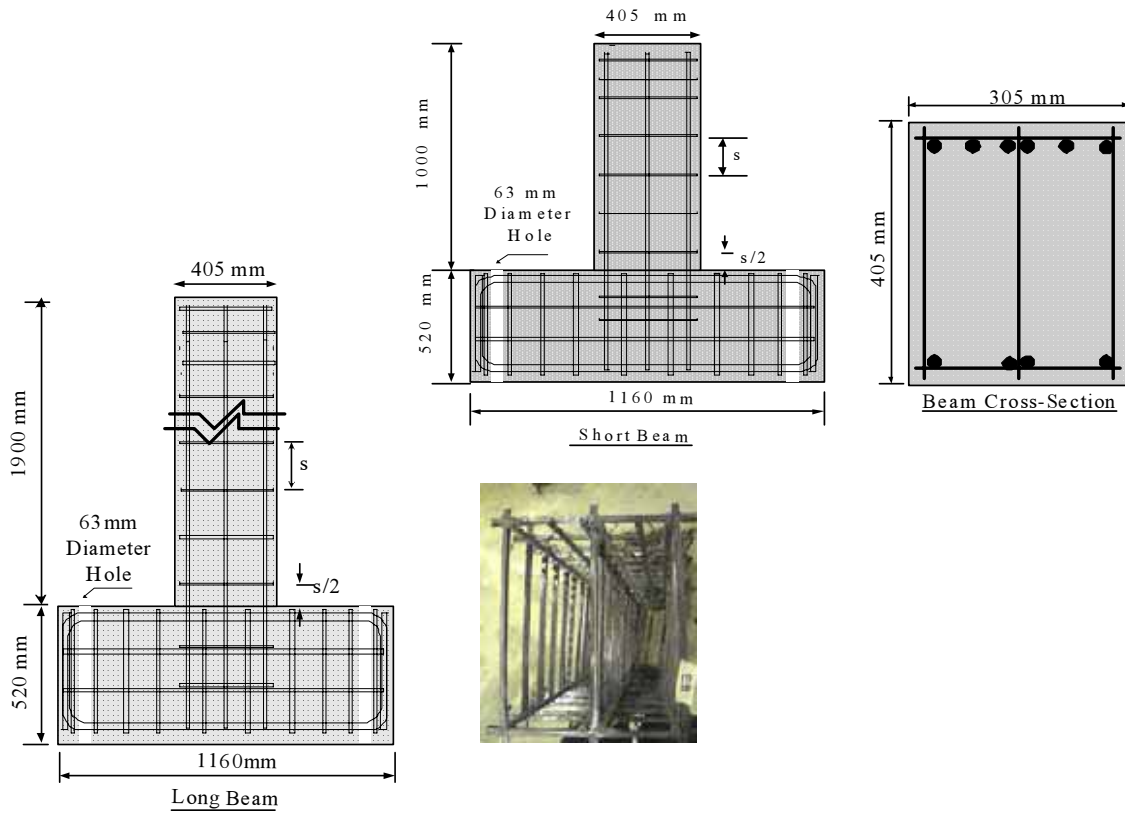 405 mm
1000 mm
63 mm
Diameter
Hole
s
s/2
520 mm
1160 mm
Short Beam
305 mm
405 mm
Beam Cross-Section
405 mm
1900 mm
63mm
Diameter
Hole
s
s/2
520 mm
1160mm
Long Beam